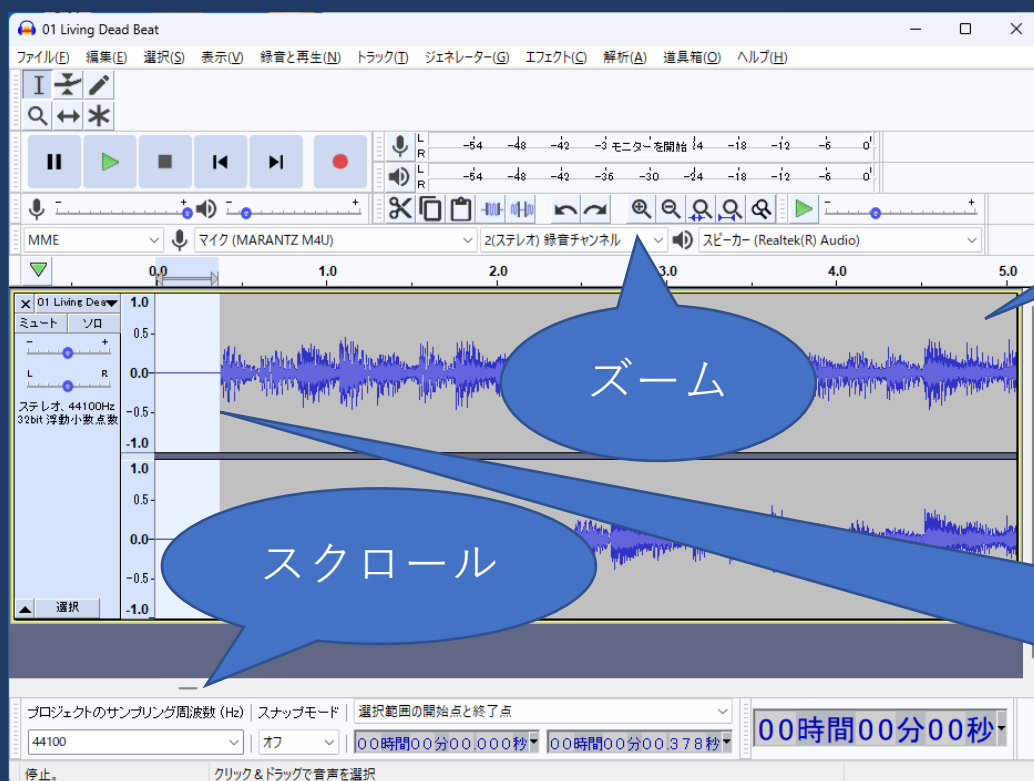 01 Living Dead Beat
ファイル(F) 編集(E) 選択(S) 表示(V) 録音と再生(N) トラック(T) ジェネレーター(G) エフェクト(C) 解析(A) 道具箱(O) ヘルプ(H)
L -54 -48 -42 -3 モニターを開始 !4 -18 -12 -6 0
R
L -54 -48 -42 -36 -30 -24 -18 -12 -6 0
R
- + - + - +
MME マイク (MARANTZ M4U) 2(ステレオ) 録音チャンネル スピーカー (Realtek(R) Audio)
0.0 1.0 2.0 3.0 4.0 5.0
× 01 Living Dea
ミュート ソロ
- +
L R
ステレオ、44100Hz
32bit 浮動小数点数
選択
1.0
0.5
0.0
-0.5
-1.0
1.0
0.5
0.0
-0.5
-1.0
ズーム
スクロール
プロジェクトのサンプリング周波数 (Hz) スナップモード 選択範囲の開始点と終了点
44100 オフ 00時間00分00.000秒 00時間00分00.378秒
00時間00分00秒
停止。 クリック&ドラッグで音声を選択